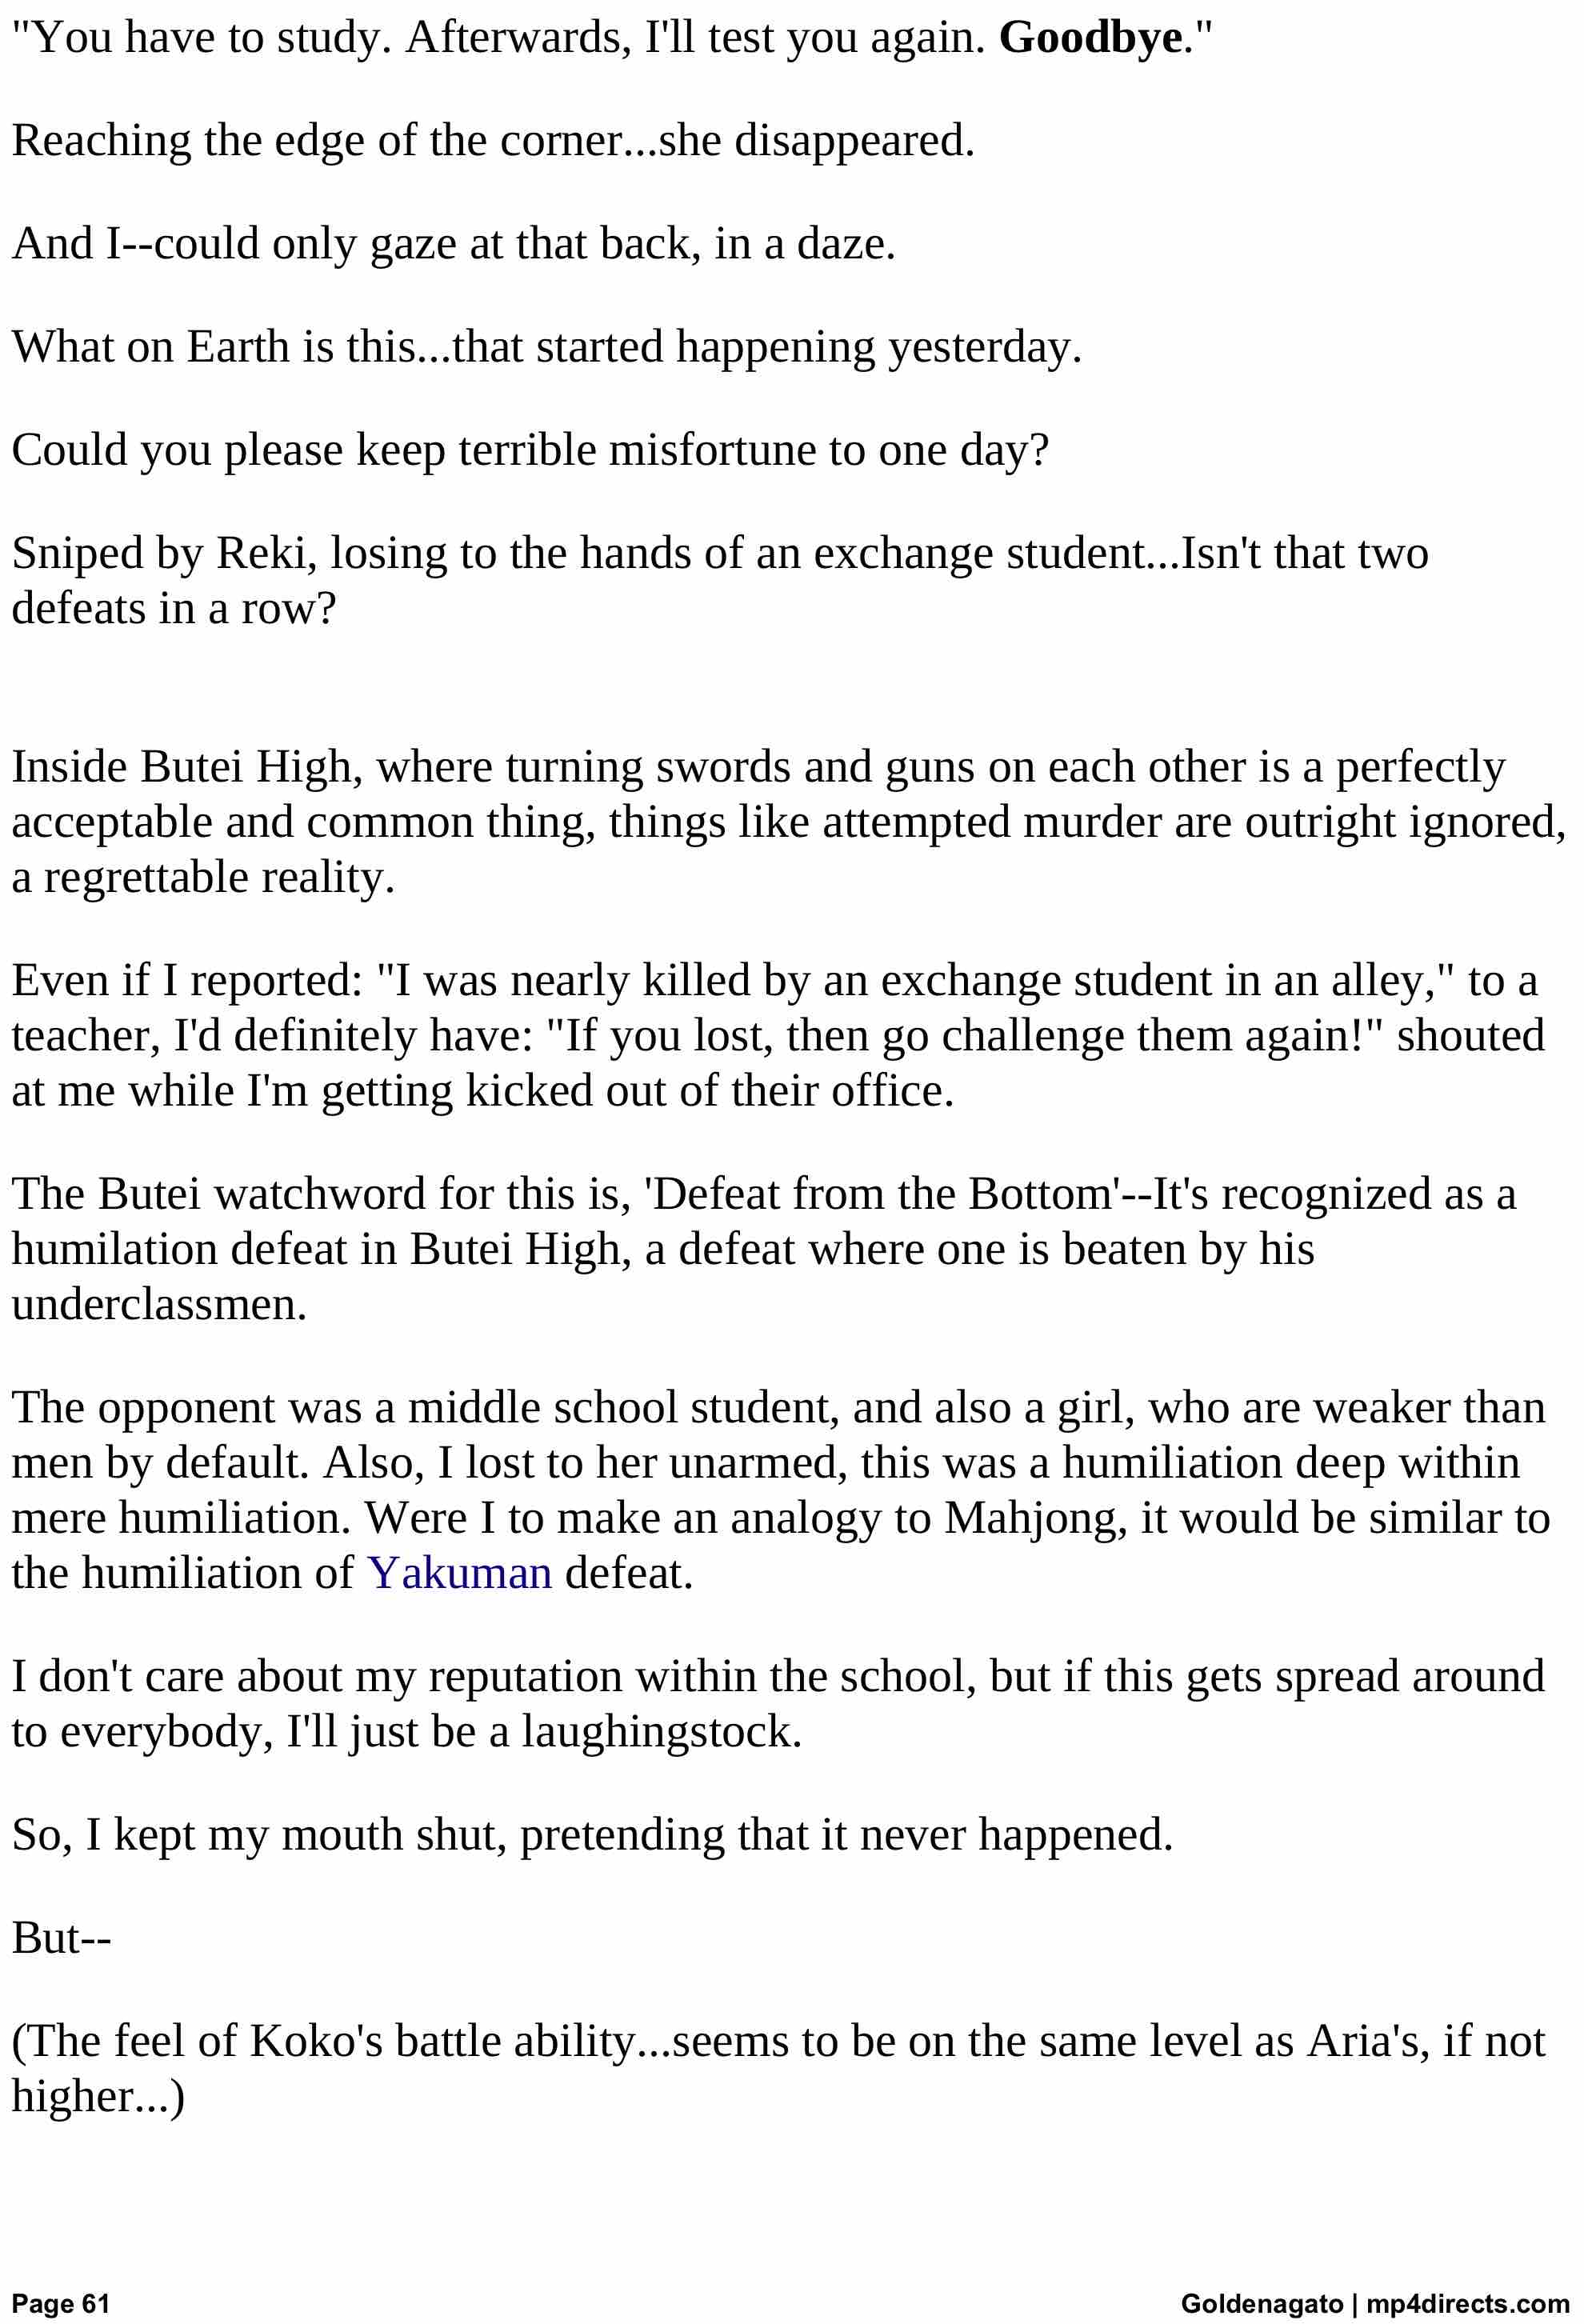 "You have to study. Afterwards, I'll test you again. Goodbye."
Reaching the edge of the corner...she disappeared.
And I--could only gaze at that back, in a daze.
What on Earth is this...that started happening yesterday.
Could you please keep terrible misfortune to one day?
Sniped by Reki, losing to the hands of an exchange student...Isn't that two
defeats in a row?
Inside Butei High, where turning swords and guns on each other is a perfectly
acceptable and common thing, things like attempted murder are outright ignored,
a regrettable reality.
Even if I reported: "I was nearly killed by an exchange student in an alley," to a
teacher, I'd definitely have: "If you lost, then go challenge them again!" shouted
at me while I'm getting kicked out of their office.
The Butei watchword for this is, 'Defeat from the Bottom'--It's recognized as a
humilation defeat in Butei High, a defeat where one is beaten by his
underclassmen.
The opponent was a middle school student, and also a girl, who are weaker than
men by default. Also, I lost to her unarmed, this was a humiliation deep within
mere humiliation. Were I to make an analogy to Mahjong, it would be similar to
the humiliation of Yakuman defeat.
I don't care about my reputation within the school, but if this gets spread around
to everybody, I'll just be a laughingstock.
So, I kept my mouth shut, pretending that it never happened.
But--
(The feel of Koko's battle ability...seems to be on the same level as Aria's, if not
higher...)
Page 61
Goldenagato | mp4directs.com